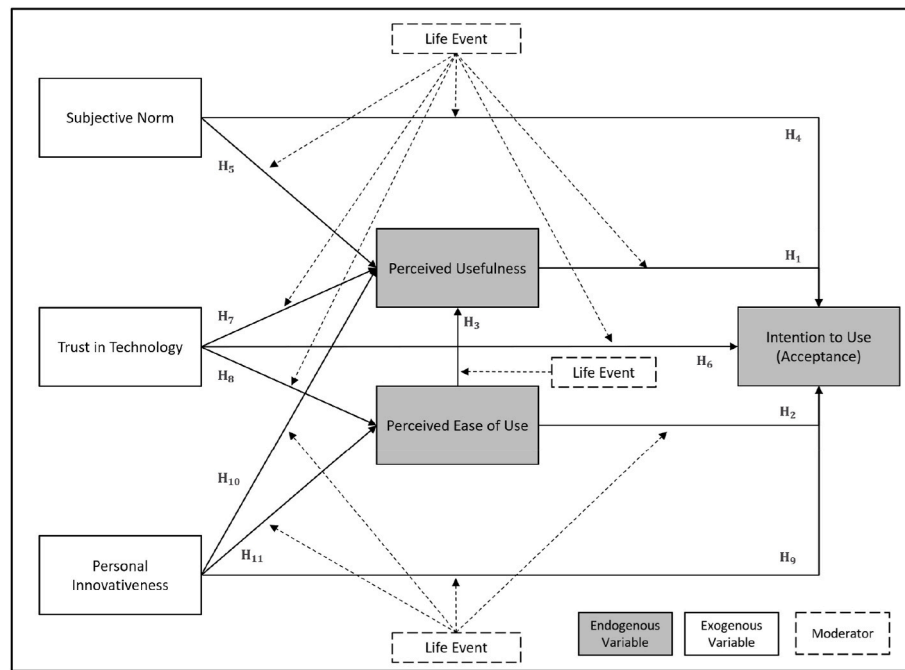 Life Event
Subjective Norm
H₄
H₅
Perceived Usefulness
H₁
H₇
H₃
Trust in Technology
Intention to Use
(Acceptance)
H₆
H₈
Life Event
Perceived Ease of Use
H₂
H₁₀
Personal
Innovativeness
H₁₁
H₉
Life Event
Endogenous
Variable
Exogenous
Variable
Moderator